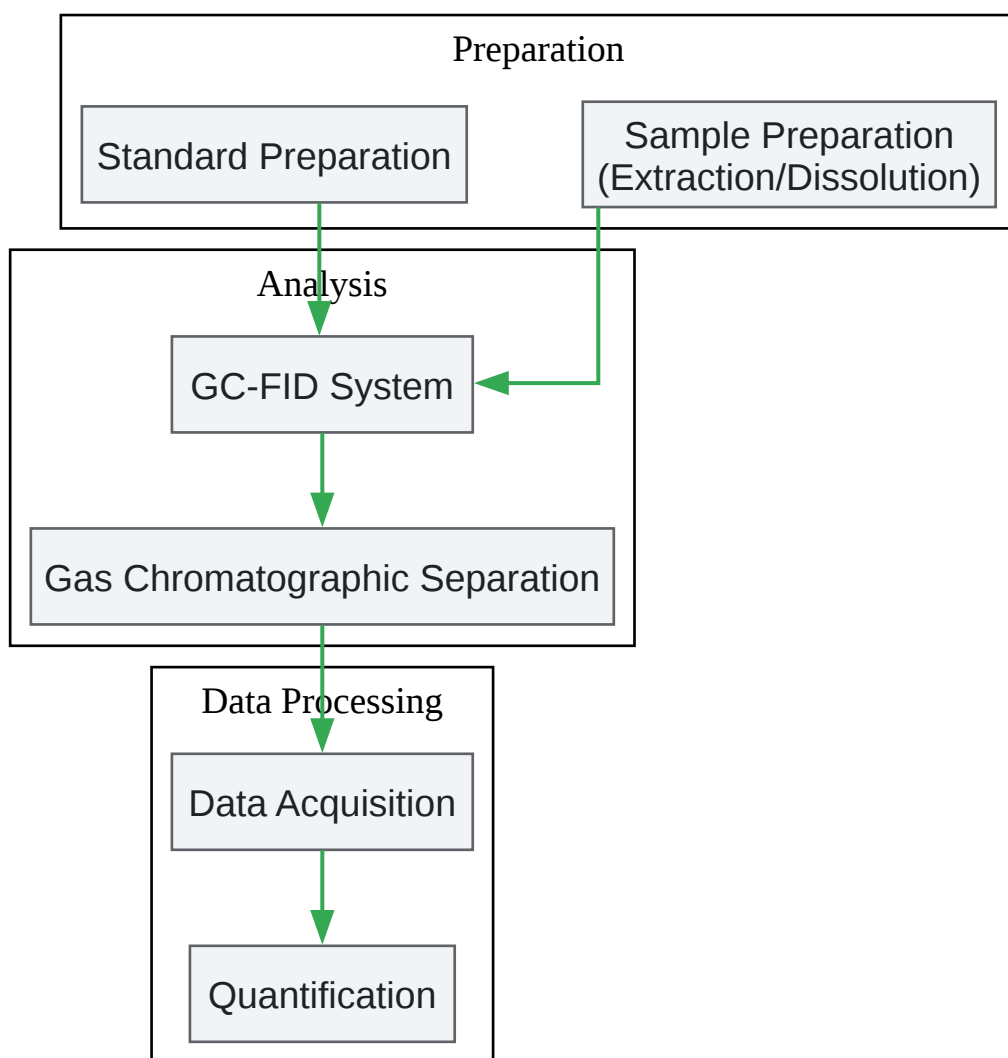 Preparation
Standard Preparation
Sample Preparation
(Extraction/Dissolution)
Analysis
GC-FID System
Gas Chromatographic Separation
Data Processing
Data Acquisition
Quantification